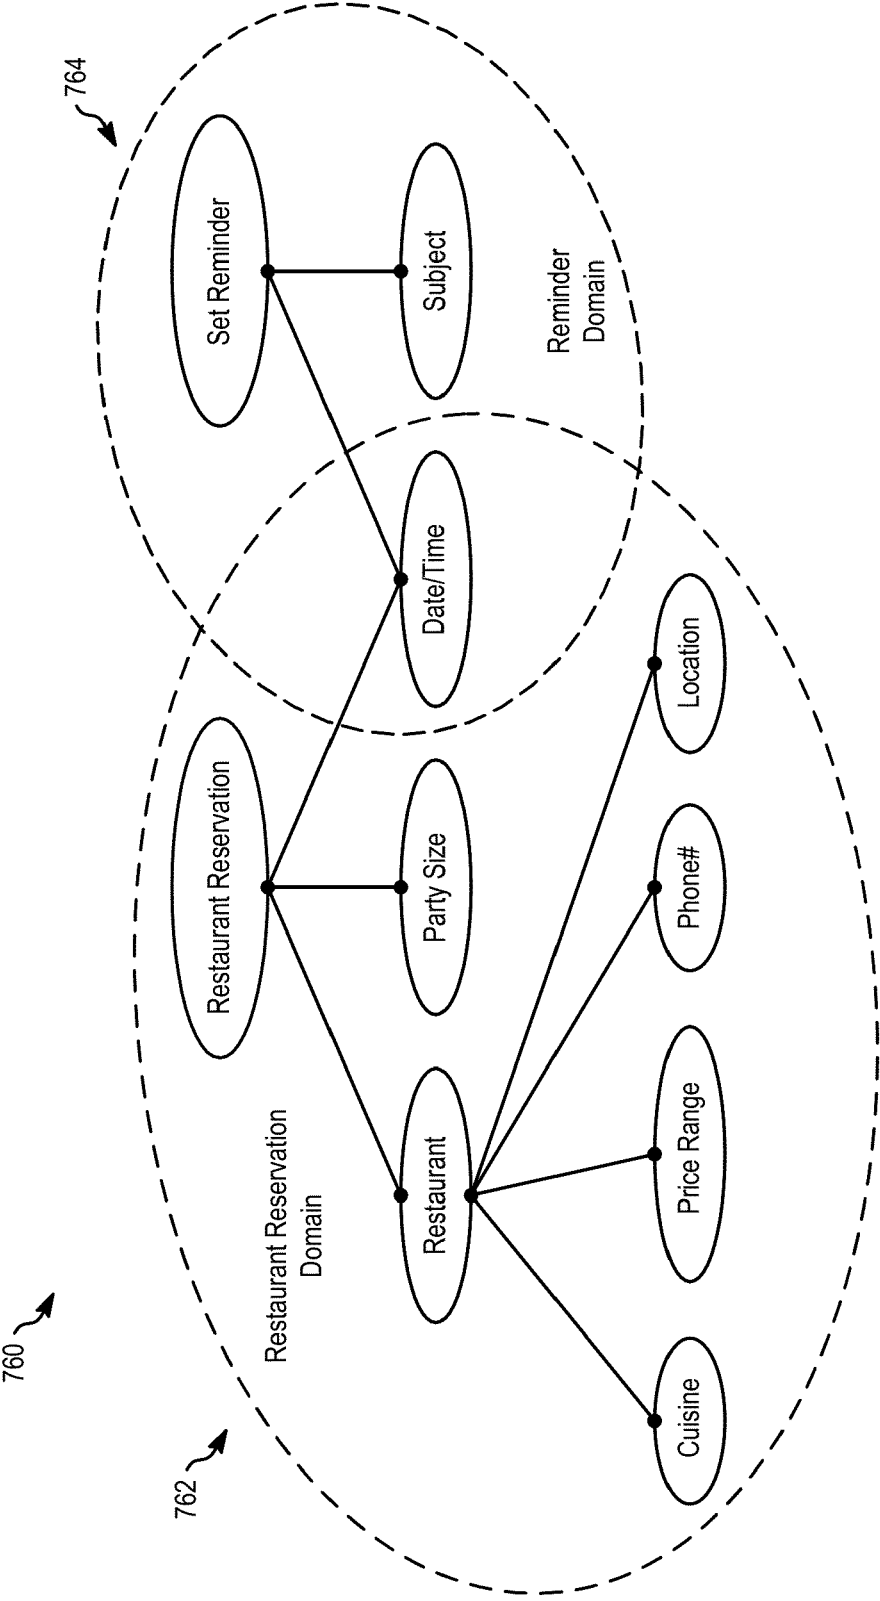 760
762
764
Restaurant Reservation
Set Reminder
Restaurant Reservation
Domain
Restaurant
Party Size
Date/Time
Subject
Reminder
Domain
Cuisine
Price Range
Phone#
Location